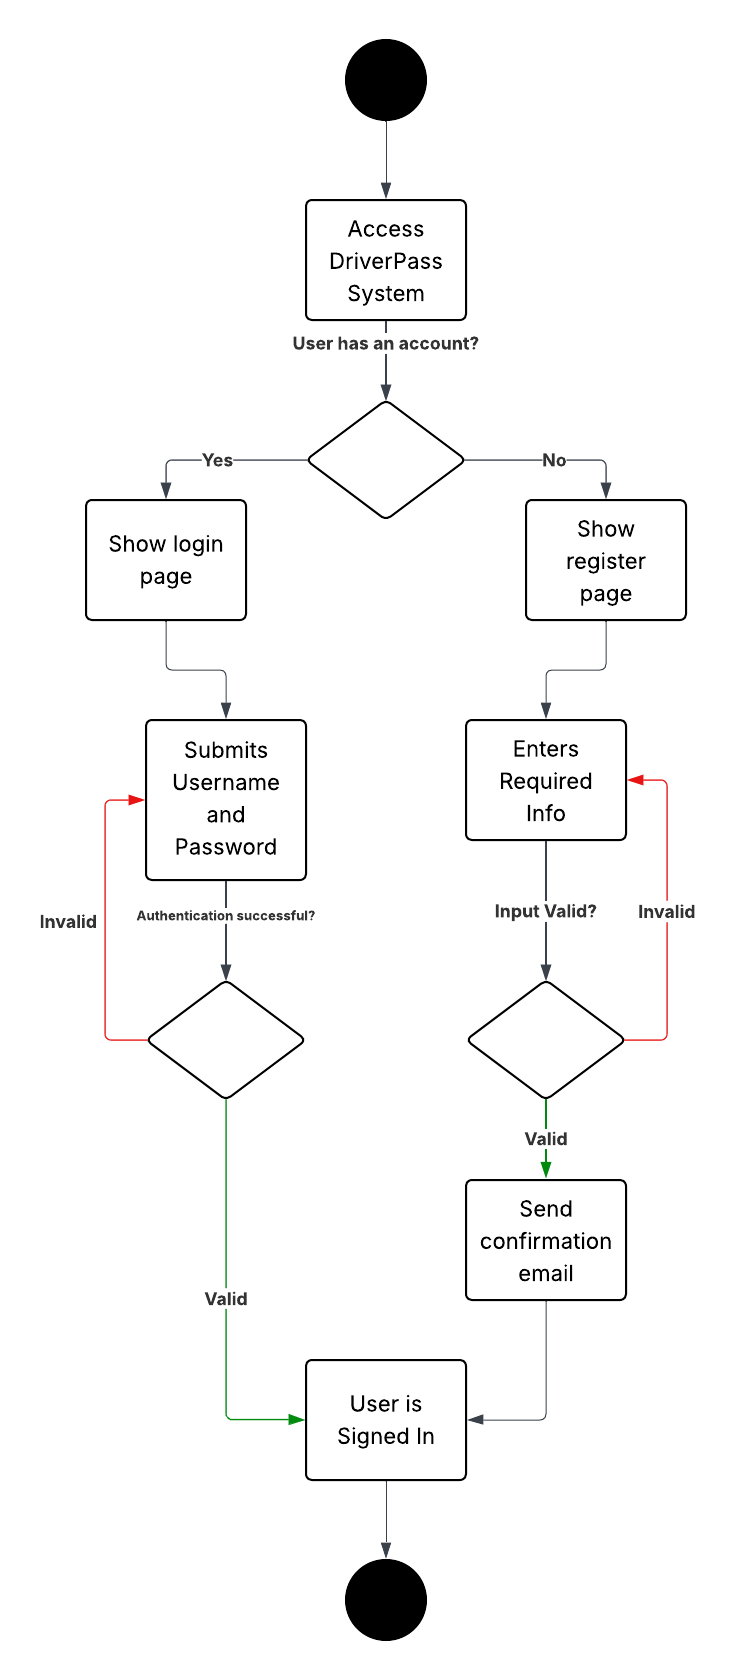 Access
DriverPass
System
User has an account?
Yes
No
Show login
page
Show
register
page
Submits
Username
and
Password
Enters
Required
Info
Invalid
Authentication successful?
Input Valid?
Invalid
Valid
Send
confirmation
email
Valid
User is
Signed In